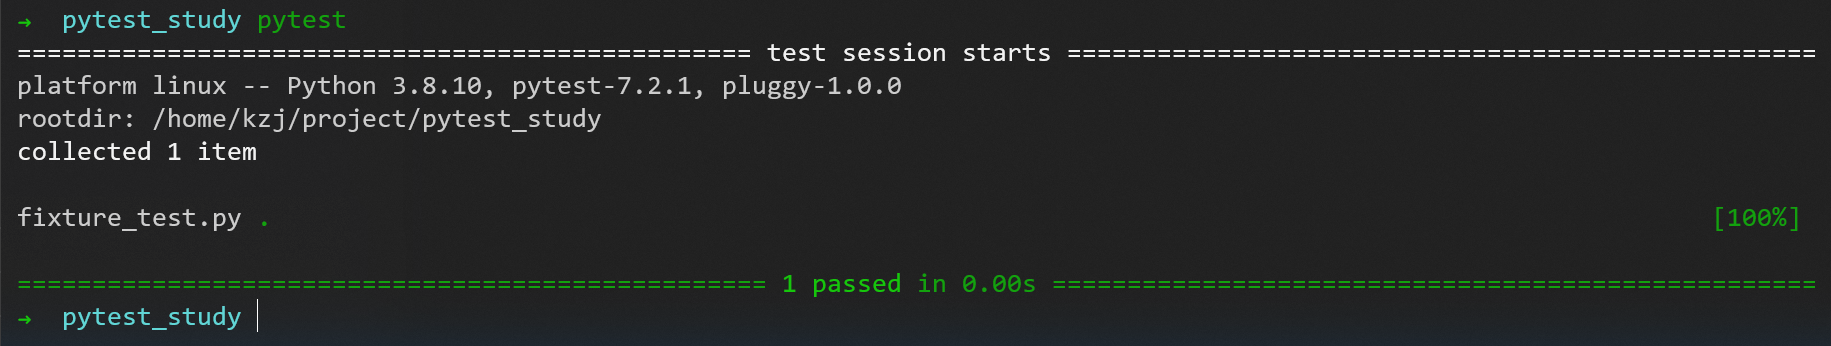 → pytest_study pytest
================================================= test session starts ==================================================
platform linux -- Python 3.8.10, pytest-7.2.1, pluggy-1.0.0
rootdir: /home/kzj/project/pytest_study
collected 1 item
fixture_test.py . [100%]
================================================== 1 passed in 0.00s ===================================================
→ pytest_study